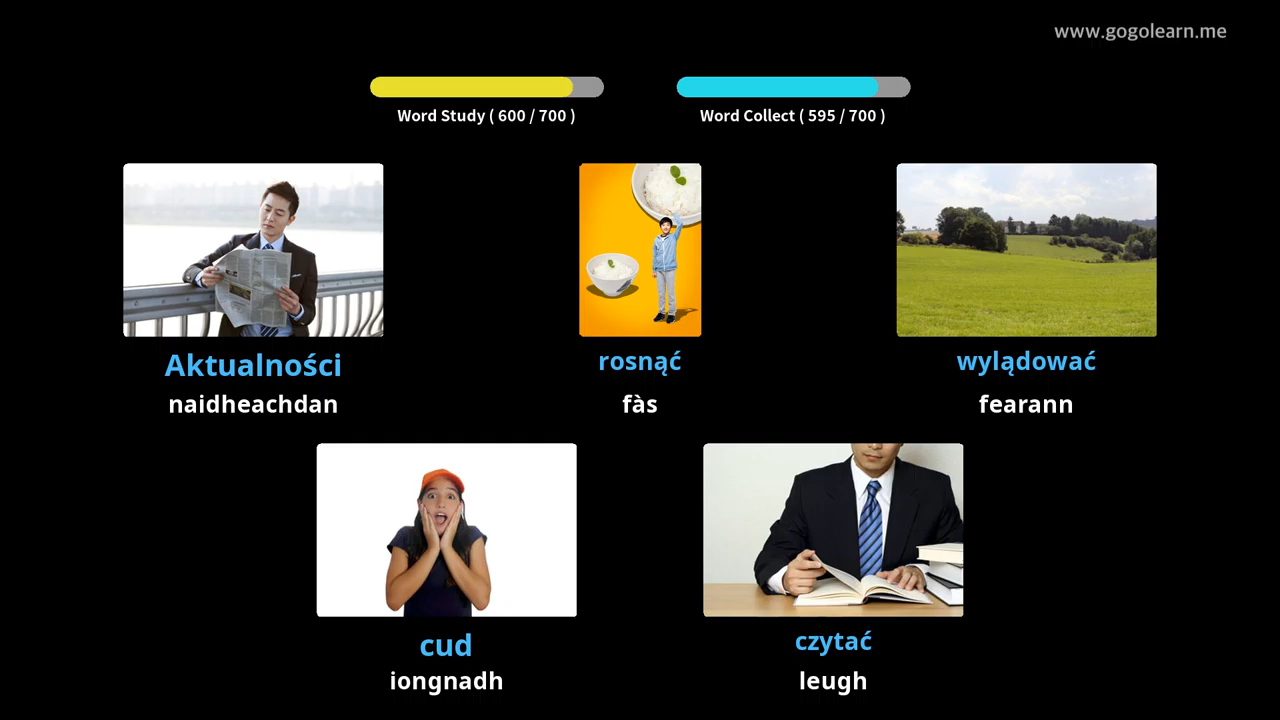 www.gogolearn.me
Word Study ( 600 / 700 )
Word Collect ( 595 / 700 )
Aktualności
rosnąć
wylądować
naidheachdan
fàs
fearann
cud
czytać
iongnadh
leugh